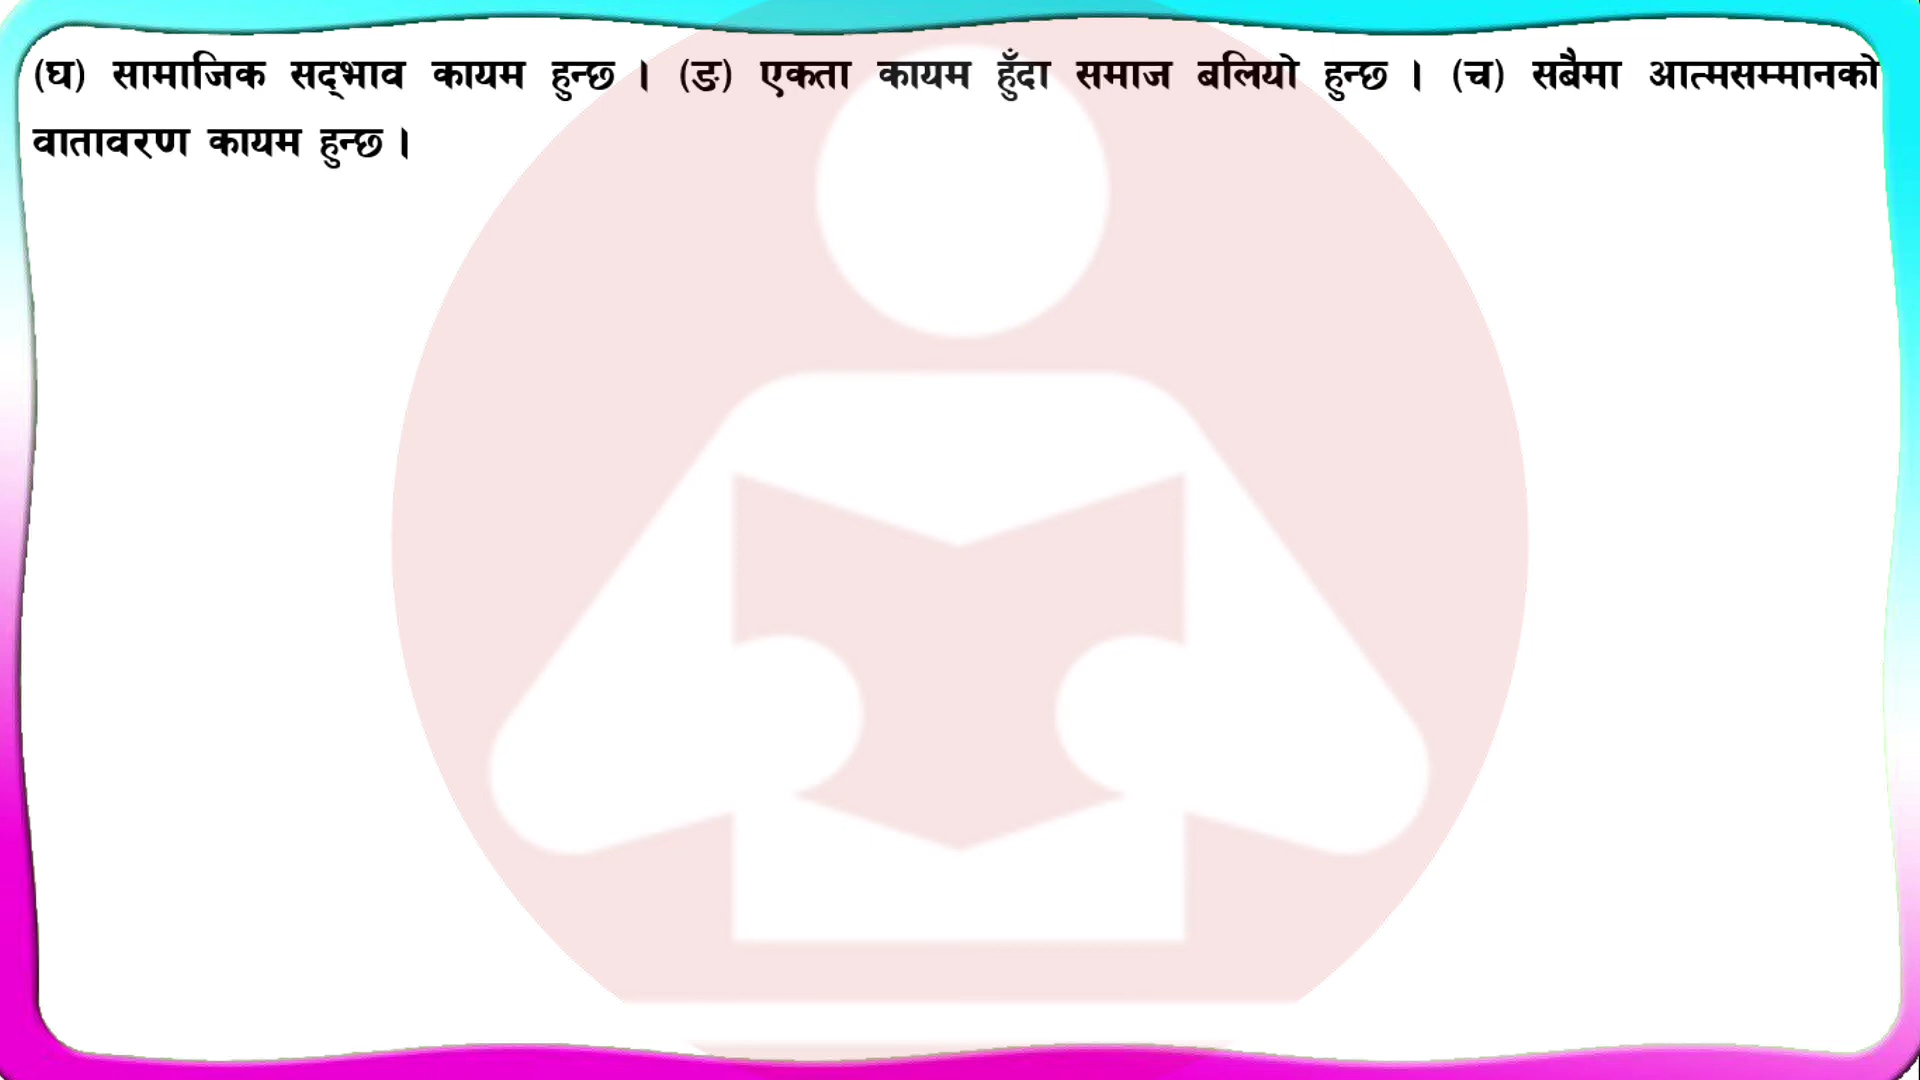 (घ) सामाजिक सद्‌भाव कायम हुन्छ । (ङ) एकता कायम हुँदा समाज बलियो हुन्छ । (च) सबैमा आत्मसम्मानको
वातावरण कायम हुन्छ ।